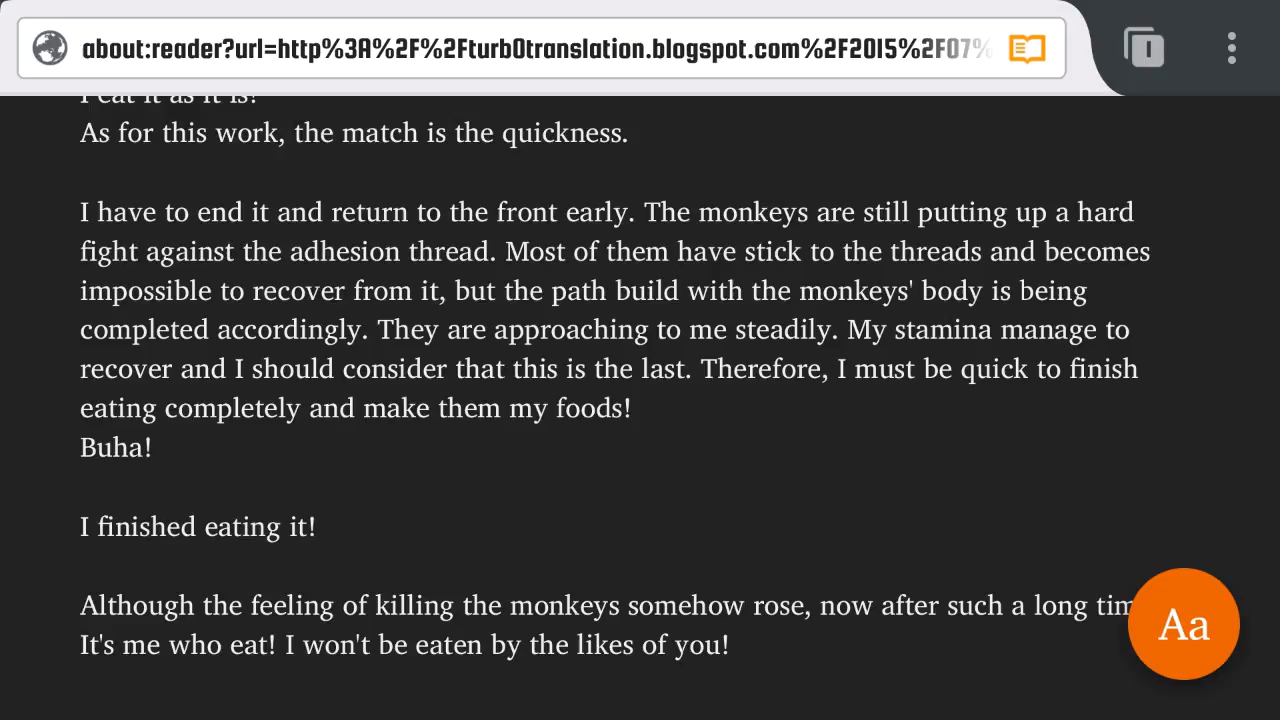 about:reader?url=http%3A%2F%2Fturb0translation.blogspot.com%2F2015%2F07%
1
I eat it as it is!
As for this work, the match is the quickness.
I have to end it and return to the front early. The monkeys are still putting up a hard
fight against the adhesion thread. Most of them have stick to the threads and becomes
impossible to recover from it, but the path build with the monkeys' body is being
completed accordingly. They are approaching to me steadily. My stamina manage to
recover and I should consider that this is the last. Therefore, I must be quick to finish
eating completely and make them my foods!
Buha!
I finished eating it!
Although the feeling of killing the monkeys somehow rose, now after such a long tim
It's me who eat! I won't be eaten by the likes of you!
Aa